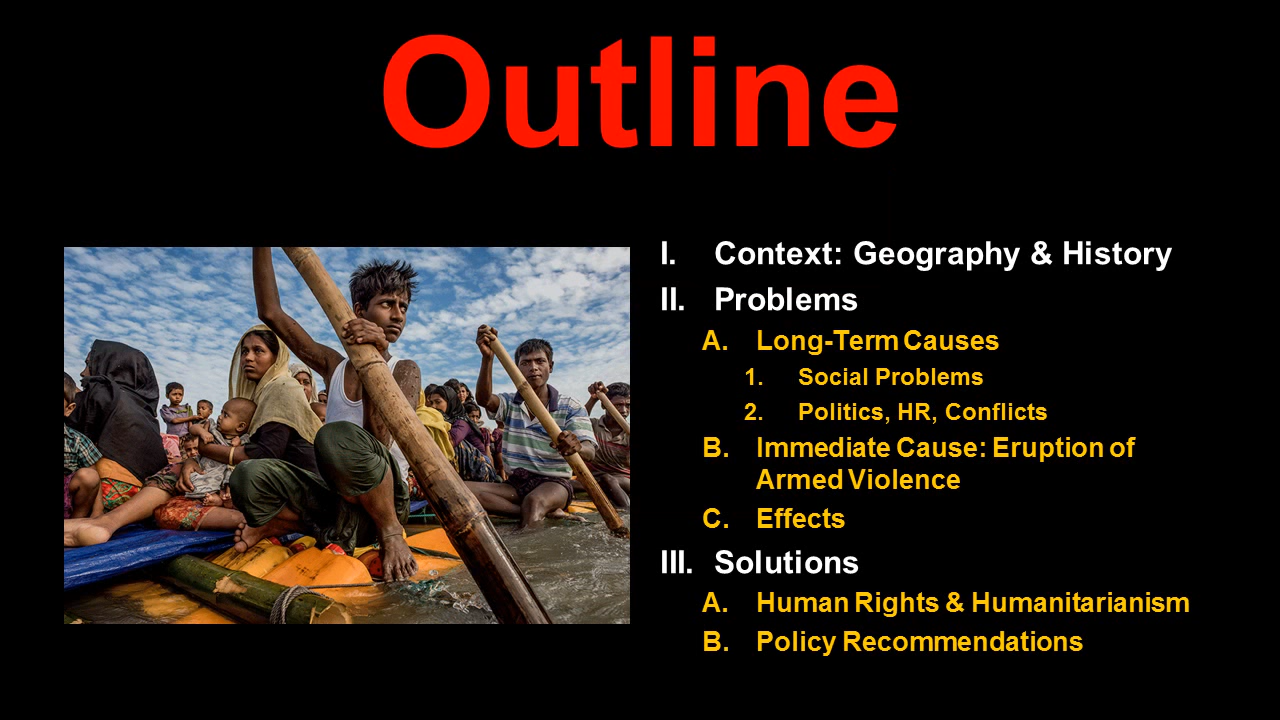 Outline
I. Context: Geography & History
II. Problems
A. Long-Term Causes
1. Social Problems
2. Politics, HR, Conflicts
B. Immediate Cause: Eruption of
Armed Violence
C. Effects
III. Solutions
A. Human Rights & Humanitarianism
B. Policy Recommendations